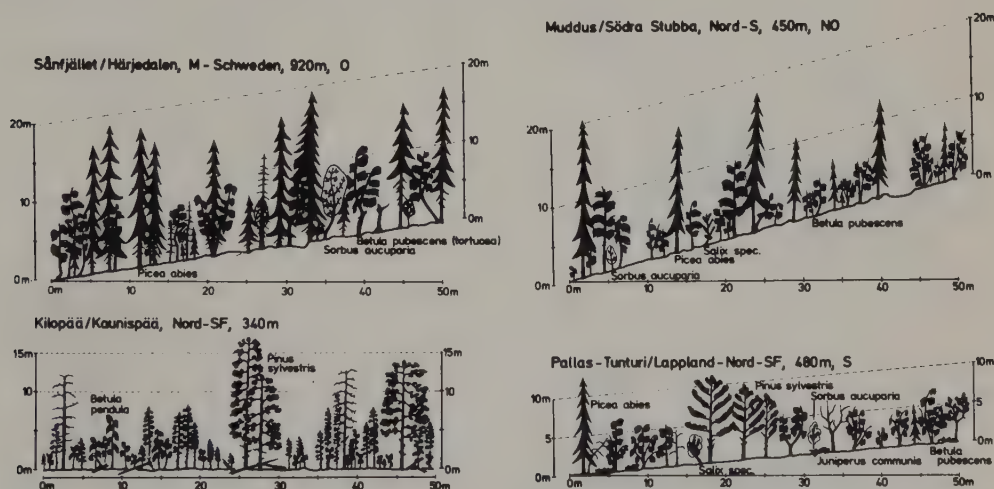 Sånfjället/Härjedalen, M-Schweden, 920m, O
20m
10
0m
20m
10
0m
Picea abies
Betula pubescens (tortuosa)
Sorbus aucuparia
0m 10 20 30 40 50m
Muddus/Södra Stubba, Nord-S, 450m, NO
20m
10
0m
20m
10
0m
Betula pubescens
Salix spec.
Picea abies
Sorbus aucuparia
0m 10 20 30 40 50m
Kilopää/Kaunispää, Nord-SF, 340m
15m
10
0m
15m
10
0m
Pinus
sylvestris
Betula
pendula
0m 10 20 30 40 50m
Pallas-Tunturi/Lappland-Nord-SF, 480m, S
10m
5
0m
10m
5
0m
Pinus sylvestris
Sorbus aucuparia
Picea abies
Betula
pubescens
Juniperus communis
Salix spec.
0m 10 20 30 40 50m